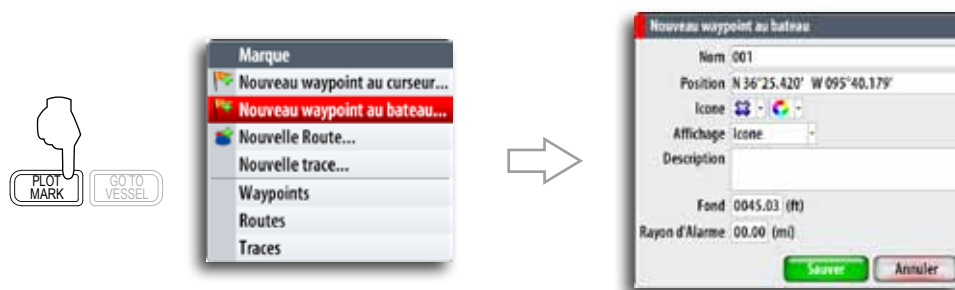 PLOT
MARK
GO TO
VESSEL
Marque
Nouveau waypoint au curseur...
Nouveau waypoint au bateau...
Nouvelle Route...
Nouvelle trace...
Waypoints
Routes
Traces
Nouveau waypoint au bateau
Nom 001
Position N 36°25.420' W 095°40.179'
Icone
Affichage Icone
Description
Fond 0045.03 (ft)
Rayon d'Alarme 00.00 (mi)
Sauver Annuler